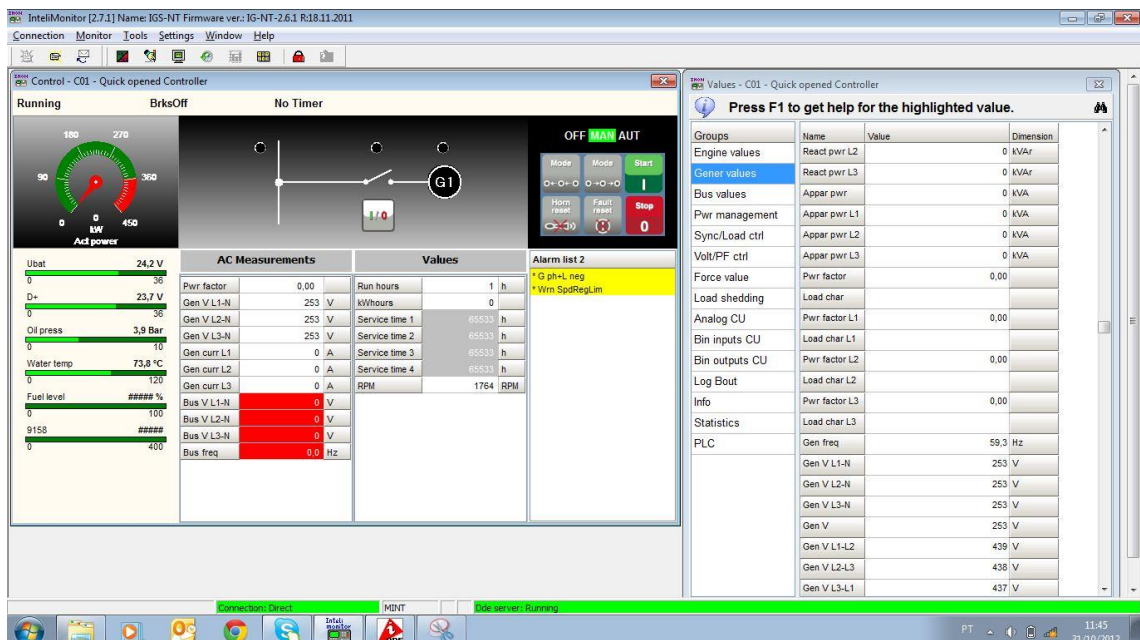 InteliMonitor [2.7.1] Name: IGS-NT Firmware ver.: IG-NT-2.6.1 R:18.11.2011
Connection Monitor Tools Settings Window Help
Control - C01 - Quick opened Controller
Running BrksOff No Timer
180 270
90 360
0 450
0
kW
Act power
G1
I/0
OFF MAN AUT
Mode Mode Start
I
Horn reset Fault reset Stop
0
Ubat 24,2 V
0 36
D+ 23,7 V
0 36
Oil press 3,9 Bar
0 10
Water temp 73,8 °C
0 120
Fuel level ##### %
0 100
9158 #####
0 400
AC Measurements
Pwr factor 0,00
Gen V L1-N 253 V
Gen V L2-N 253 V
Gen V L3-N 253 V
Gen curr L1 0 A
Gen curr L2 0 A
Gen curr L3 0 A
Bus V L1-N 0 V
Bus V L2-N 0 V
Bus V L3-N 0 V
Bus freq 0,0 Hz
Values
Run hours 1 h
kWhours 0
Service time 1 65533 h
Service time 2 65533 h
Service time 3 65533 h
Service time 4 65533 h
RPM 1764 RPM
Alarm list 2
* G ph+L neg
* Wrn SpdRegLim
Values - C01 - Quick opened Controller
Press F1 to get help for the highlighted value.
Groups
Engine values
Gener values
Bus values
Pwr management
Sync/Load ctrl
Volt/PF ctrl
Force value
Load shedding
Analog CU
Bin inputs CU
Bin outputs CU
Log Bout
Info
Statistics
PLC
Name Value Dimension
React pwr L2 0 kVAr
React pwr L3 0 kVAr
Appar pwr 0 kVA
Appar pwr L1 0 kVA
Appar pwr L2 0 kVA
Appar pwr L3 0 kVA
Pwr factor 0,00
Load char
Pwr factor L1 0,00
Load char L1
Pwr factor L2 0,00
Load char L2
Pwr factor L3 0,00
Load char L3
Gen freq 59,3 Hz
Gen V L1-N 253 V
Gen V L2-N 253 V
Gen V L3-N 253 V
Gen V 253 V
Gen V L1-L2 439 V
Gen V L2-L3 438 V
Gen V L3-L1 437 V
Connection: Direct MINT Dde server: Running
Inteli monitor
PT 11:45
31/10/2012